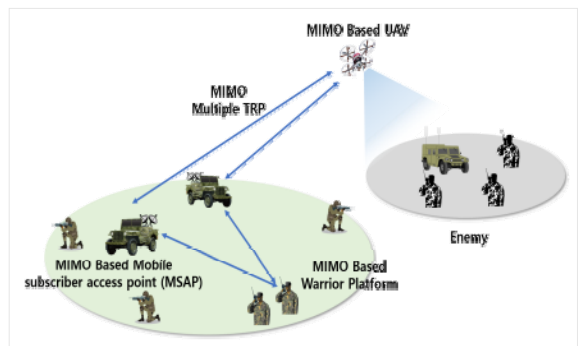 MIMO Based UAV
MIMO
Multiple TRP
MIMO Based Mobile
subscriber access point (MSAP)
MIMO Based
Warrior Platform
Enemy